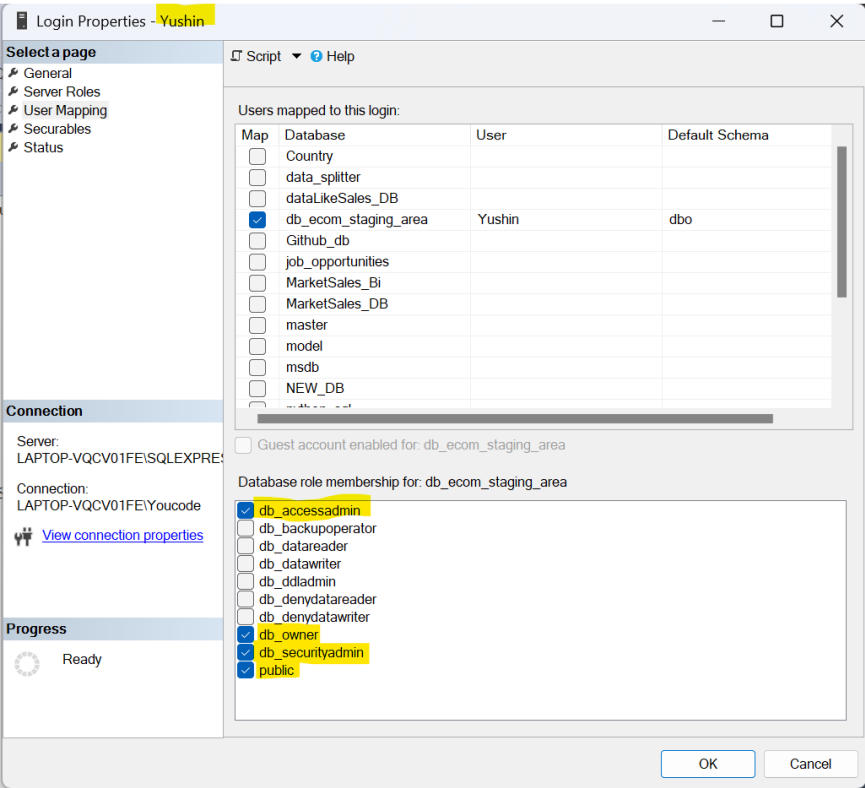 Login Properties - Yushin
Select a page
General
Server Roles
User Mapping
Securables
Status
Script Help
Users mapped to this login:
Map Database User Default Schema
Country
data_splitter
dataLikeSales_DB
db_ecom_staging_area Yushin dbo
Github_db
job_opportunities
MarketSales_Bi
MarketSales_DB
master
model
msdb
NEW_DB
Guest account enabled for: db_ecom_staging_area
Database role membership for: db_ecom_staging_area
db_accessadmin
db_backupoperator
db_datareader
db_datawriter
db_ddladmin
db_denydatareader
db_denydatawriter
db_owner
db_securityadmin
public
Connection
Server:
LAPTOP-VQCV01FE\SQLEXPRES
Connection:
LAPTOP-VQCV01FE\Youcode
View connection properties
Progress
Ready
OK Cancel